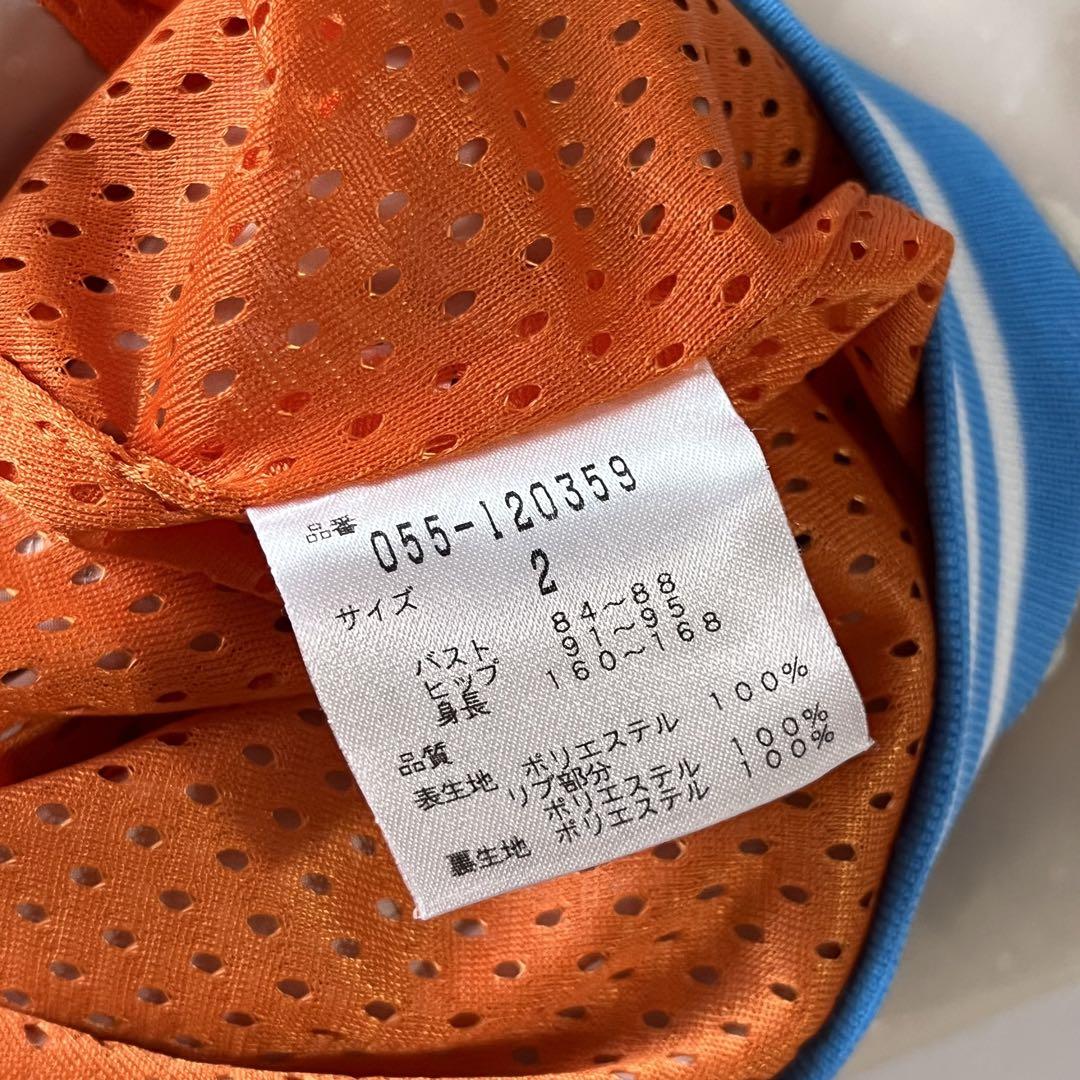 品番 055-120359
サイズ 2
バスト 84～88
ヒップ 91～95
身長 160～168
品質
表生地 ポリエステル 100%
リブ部分
ポリエステル 100%
裏生地 ポリエステル 100%